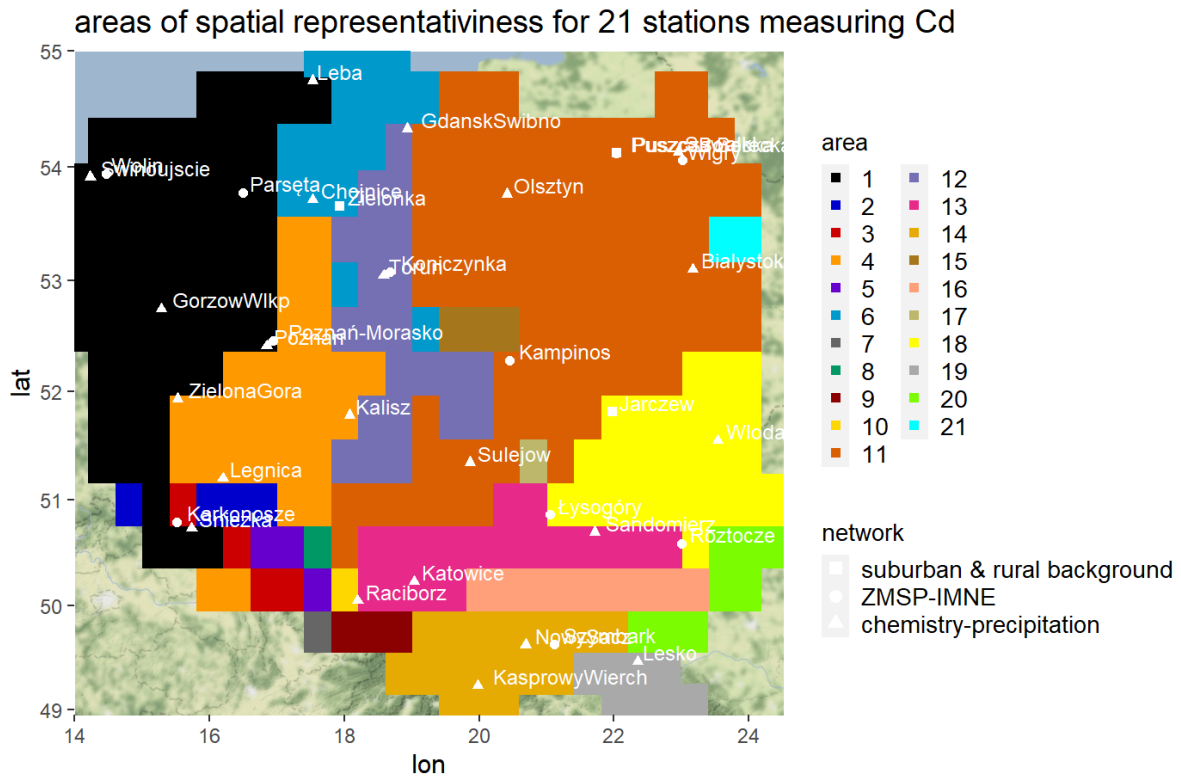 areas of spatial representativiness for 21 stations measuring Cd
55
54
53
52
51
50
49
lat
14
16
18
20
22
24
lon
Leba
GdanskSwibno
Wolin
Swinoujscie
Parsęta
Chojnice
Zielonka
Olsztyn
Wigry
Koniczynka
Torun
Bialystok
GorzowWlkp
Poznań-Morasko
Poznan
Kampinos
ZielonaGora
Kalisz
Jarczew
Wloda
Sulejow
Legnica
Karkonosze
Sniezka
Łysogóry
Sandomierz
Roztocze
Katowice
Raciborz
NowySacz
Szymbark
Lesko
KasprowyWierch
area
1
2
3
4
5
6
7
8
9
10
11
12
13
14
15
16
17
18
19
20
21
network
suburban & rural background
ZMSP-IMNE
chemistry-precipitation